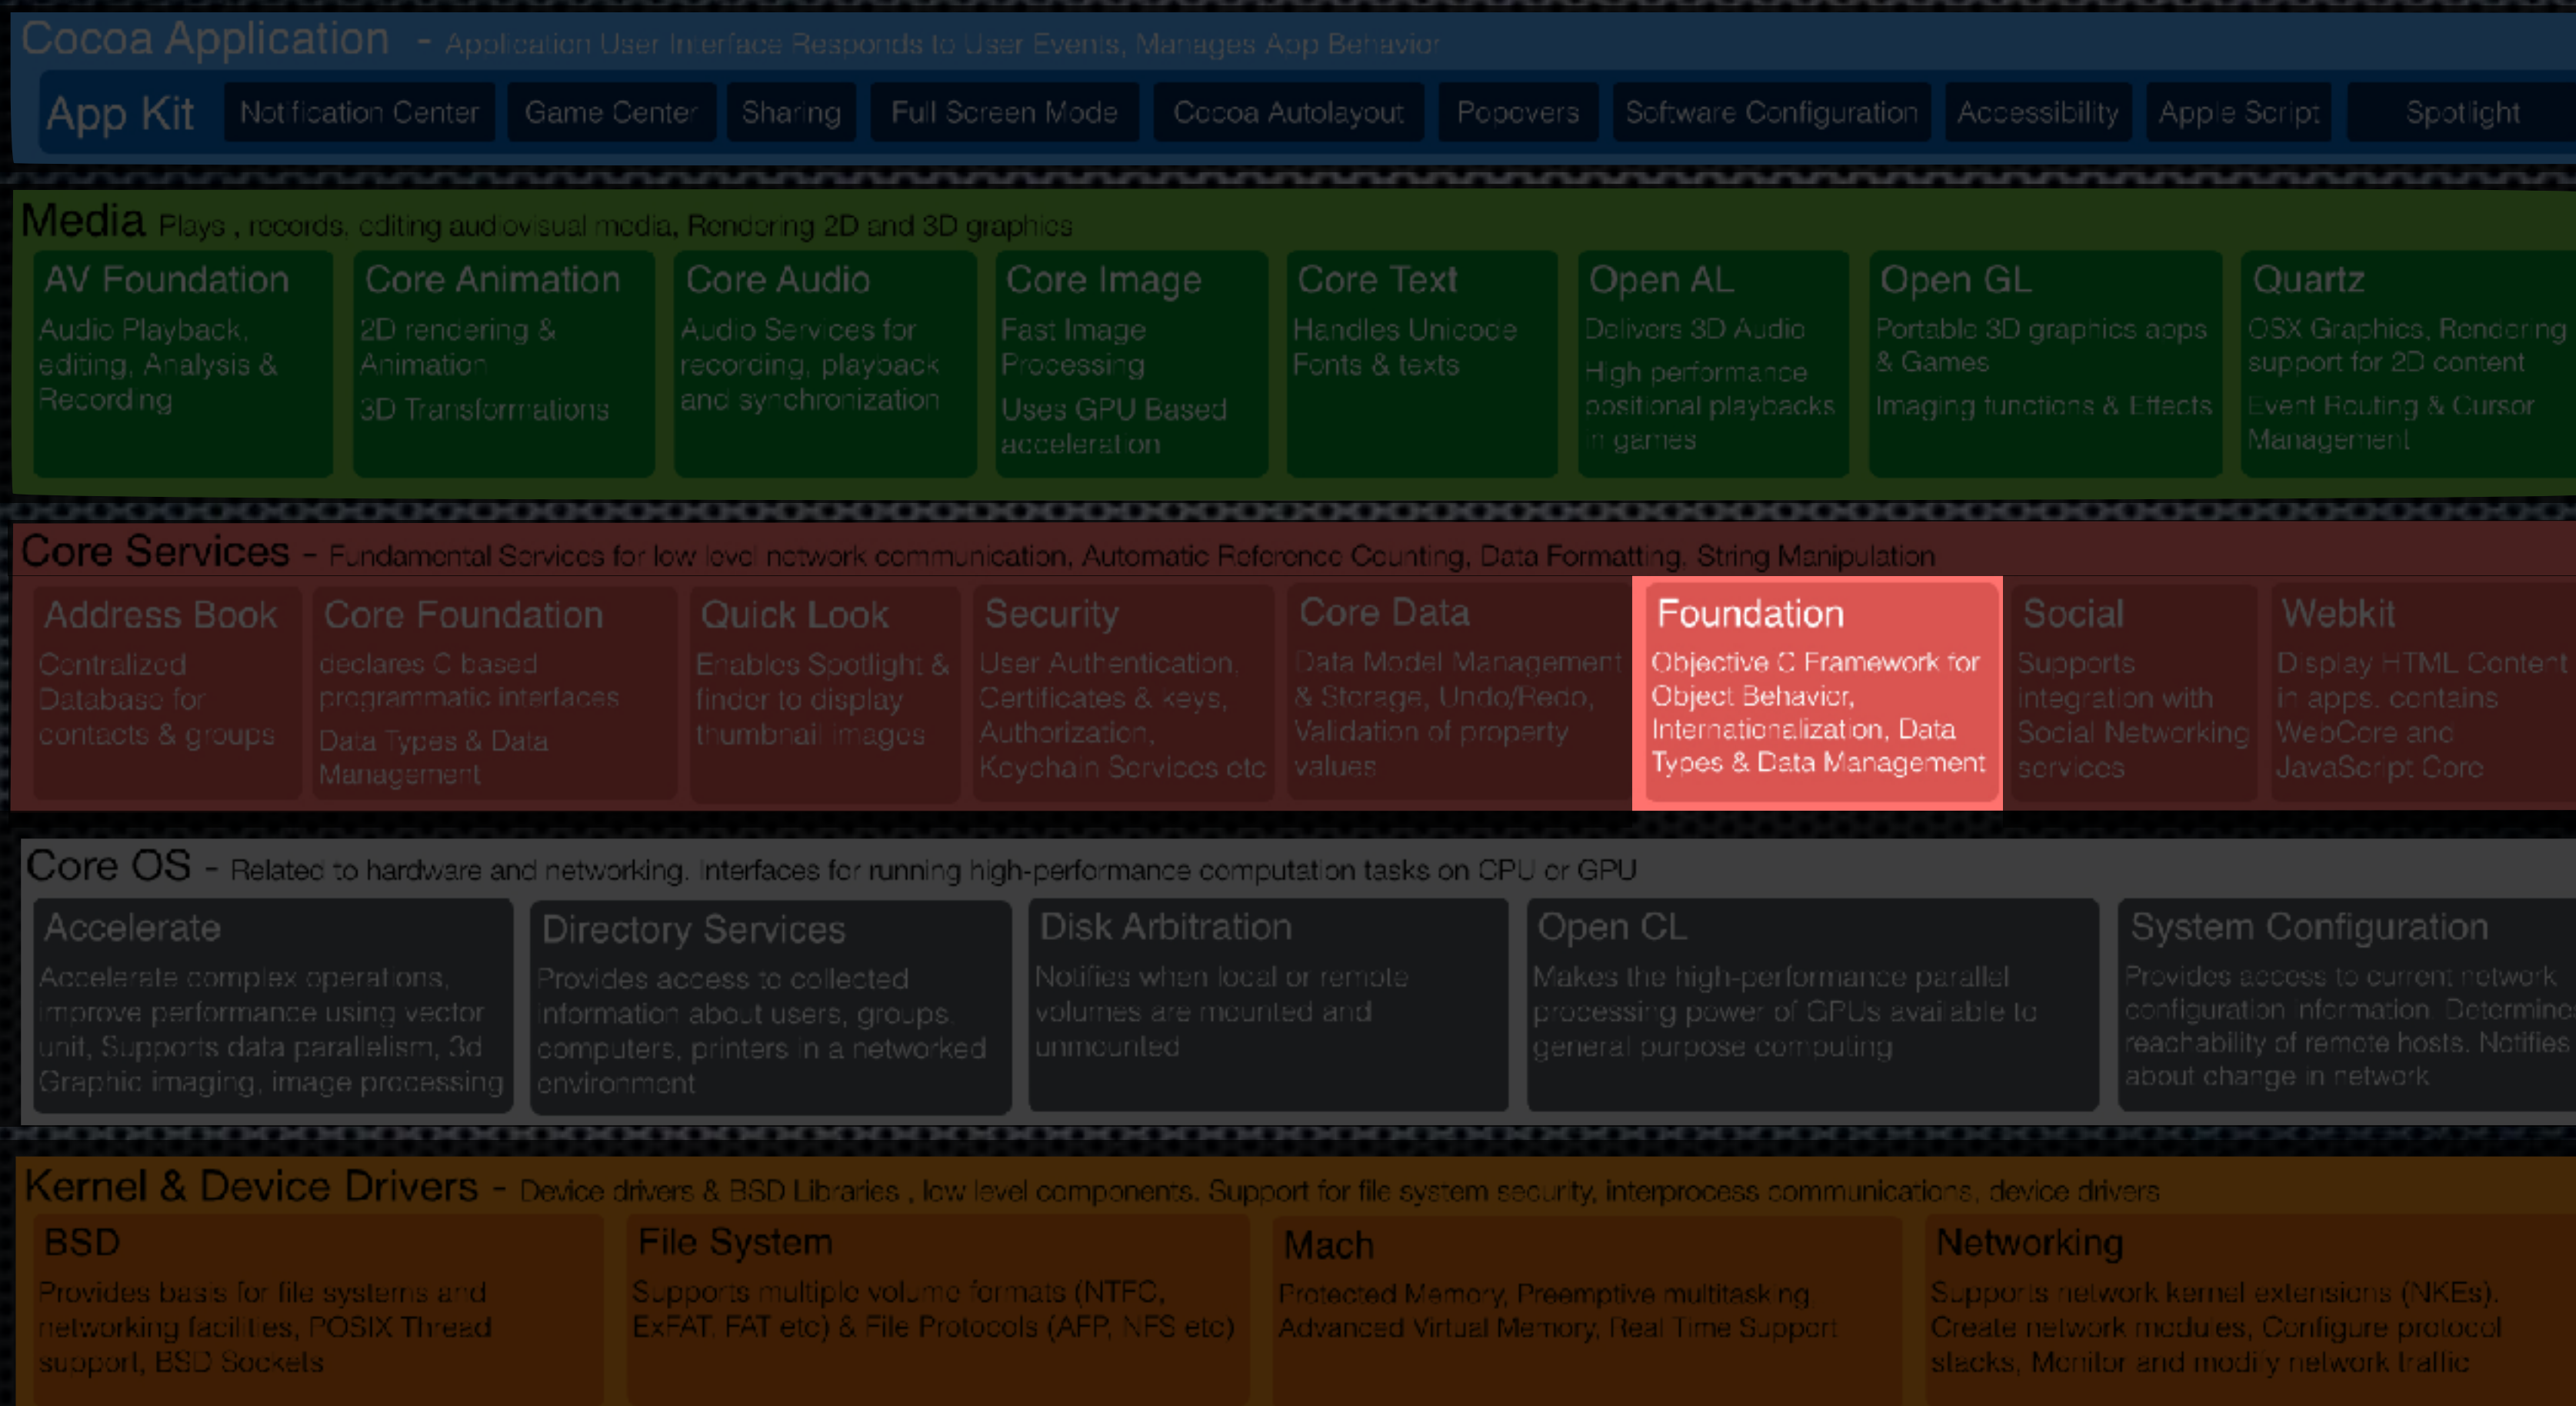 Cocoa Application - Application User Interface Responds to User Events, Manages App Behavior
App Kit Notification Center Game Center Sharing Full Screen Mode Cocoa Autolayout Popovers Software Configuration Accessibility Apple Script Spotlight
Media Plays , records, editing audiovisual media, Rendering 2D and 3D graphics
AV Foundation
Audio Playback,
editing, Analysis &
Recording
Core Animation
2D rendering &
Animation
3D Transformations
Core Audio
Audio Services for
recording, playback
and synchronization
Core Image
Fast Image
Processing
Uses GPU Based
acceleration
Core Text
Handles Unicode
Fonts & texts
Open AL
Delivers 3D Audio
High performance
positional playbacks
in games
Open GL
Portable 3D graphics apps
& Games
Imaging functions & Effects
Quartz
OSX Graphics, Rendering
support for 2D content
Event Routing & Cursor
Management
Core Services - Fundamental Services for low level network communication, Automatic Reference Counting, Data Formatting, String Manipulation
Address Book
Centralized
Database for
contacts & groups
Core Foundation
declares C based
programmatic interfaces
Data Types & Data
Management
Quick Look
Enables Spotlight &
finder to display
thumbnail images
Security
User Authentication,
Certificates & keys,
Authorization,
Keychain Services etc
Core Data
Data Model Management
& Storage, Undo/Redo,
Validation of property
values
Foundation
Objective C Framework for
Object Behavior,
Internationalization, Data
Types & Data Management
Social
Supports
integration with
Social Networking
services
Webkit
Display HTML Content
in apps. contains
WebCore and
JavaScript Core
Core OS - Related to hardware and networking. Interfaces for running high-performance computation tasks on CPU or GPU
Accelerate
Accelerate complex operations,
improve performance using vector
unit, Supports data parallelism, 3d
Graphic imaging, image processing
Directory Services
Provides access to collected
information about users, groups,
computers, printers in a networked
environment
Disk Arbitration
Notifies when local or remote
volumes are mounted and
unmounted
Open CL
Makes the high-performance parallel
processing power of GPUs available to
general purpose computing
System Configuration
Provides access to current network
configuration information. Determines
reachability of remote hosts. Notifies
about change in network
Kernel & Device Drivers - Device drivers & BSD Libraries , low level components. Support for file system security, interprocess communications, device drivers
BSD
Provides basis for file systems and
networking facilities, POSIX Thread
support, BSD Sockets
File System
Supports multiple volume formats (NTFC,
ExFAT, FAT etc) & File Protocols (AFP, NFS etc)
Mach
Protected Memory, Preemptive multitasking
Advanced Virtual Memory, Real Time Support
Networking
Supports network kernel extensions (NKEs).
Create network modules, Configure protocol
stacks, Monitor and modify network traffic